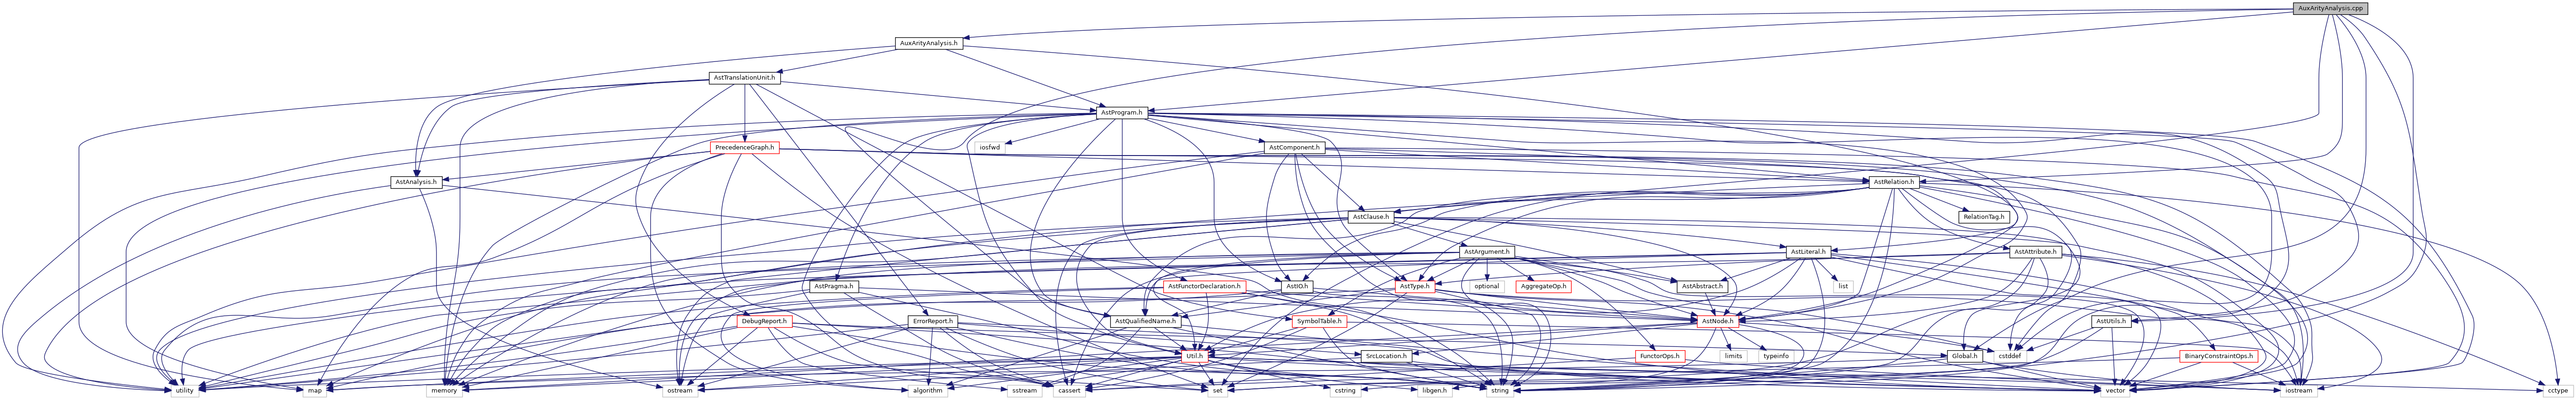 AuxArityAnalysis.cpp
AuxArityAnalysis.h
AstTranslationUnit.h
AstProgram.h
PrecedenceGraph.h
iosfwd
AstComponent.h
AstAnalysis.h
AstRelation.h
AstClause.h
RelationTag.h
AstArgument.h
AstLiteral.h
AstAttribute.h
AstPragma.h
AstFunctorDeclaration.h
AstIO.h
AstType.h
optional
AggregateOp.h
AstAbstract.h
list
DebugReport.h
ErrorReport.h
AstQualifiedName.h
SymbolTable.h
AstNode.h
AstUtils.h
Util.h
SrcLocation.h
FunctorOps.h
limits
typeinfo
Global.h
cstddef
BinaryConstraintOps.h
utility
map
memory
ostream
algorithm
sstream
cassert
set
cstring
libgen.h
string
vector
iostream
cctype